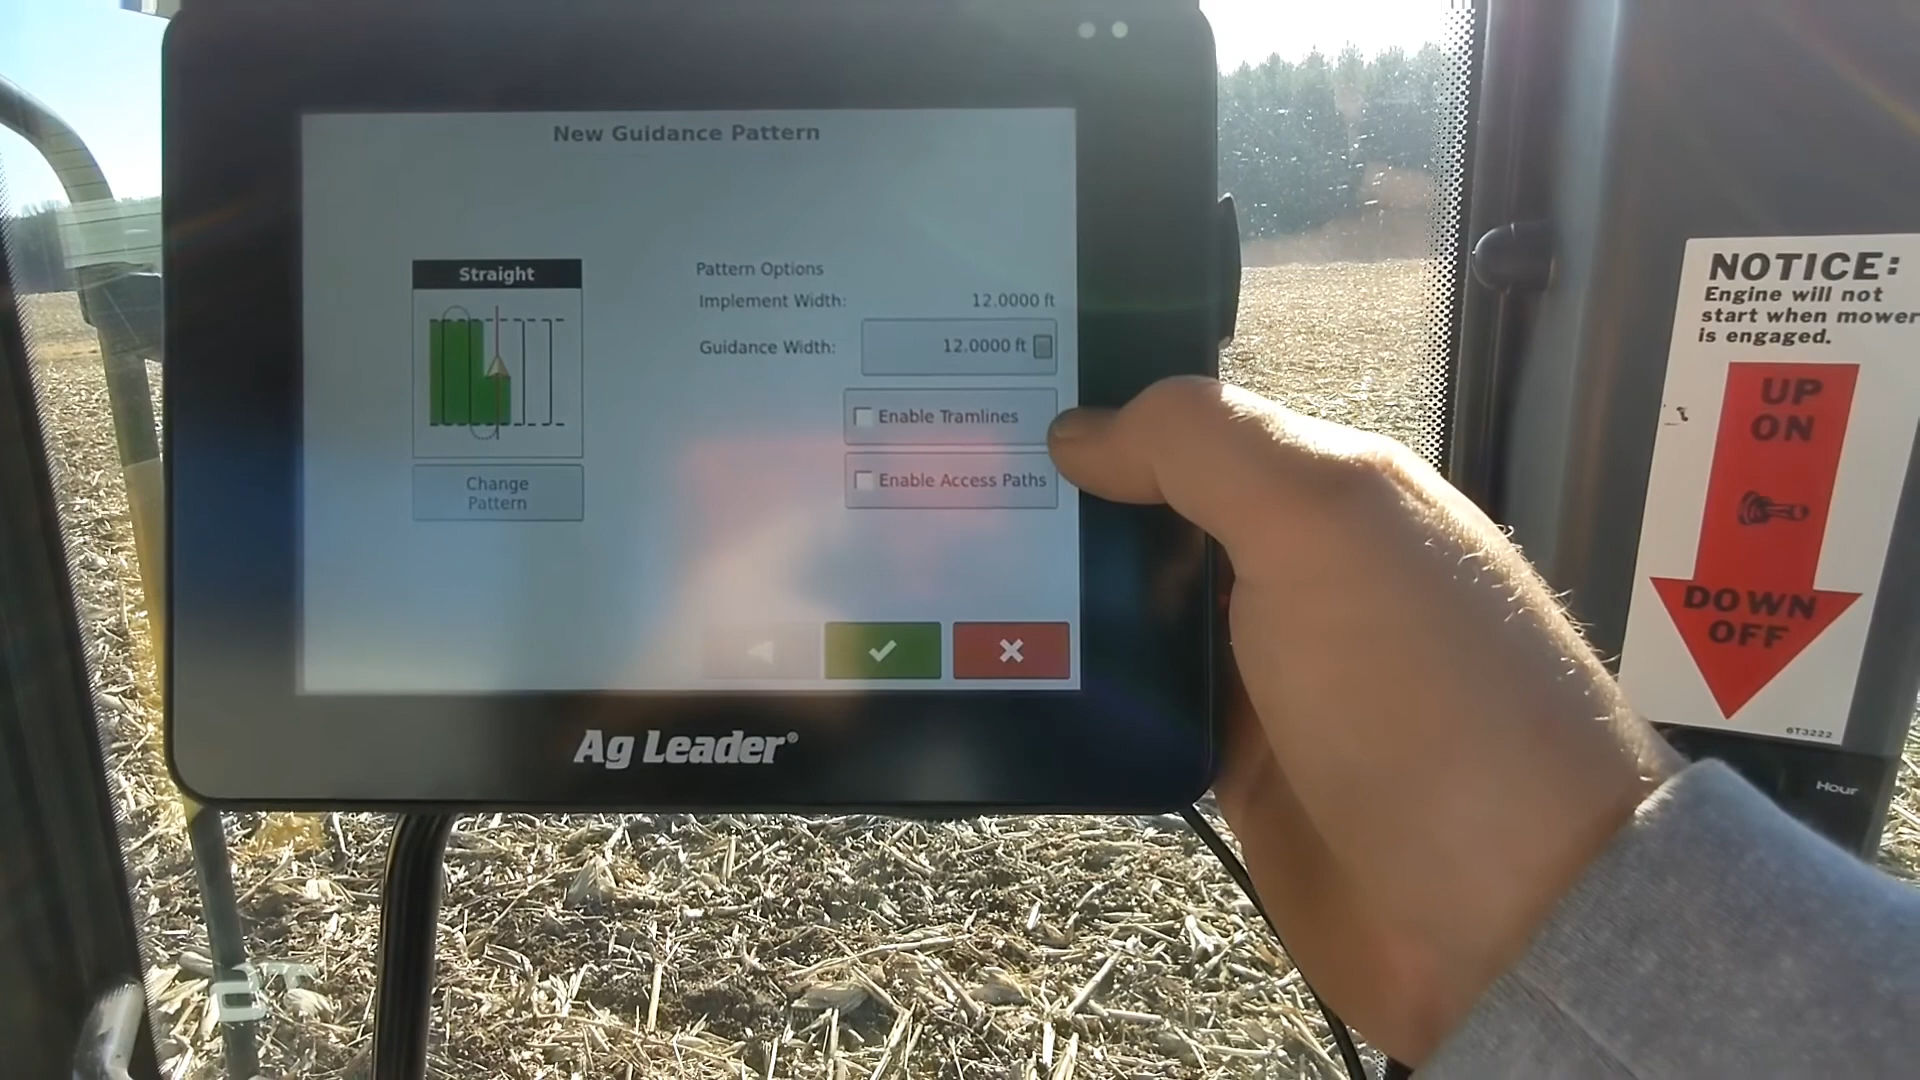 New Guidance Pattern
Straight
Change
Pattern
Pattern Options
Implement Width: 12.0000 ft
Guidance Width: 12.0000 ft
Enable Tramlines
Enable Access Paths
Ag Leader®
NOTICE:
Engine will not
start when mower
is engaged.
UP
ON
DOWN
OFF
6T3222
Hour